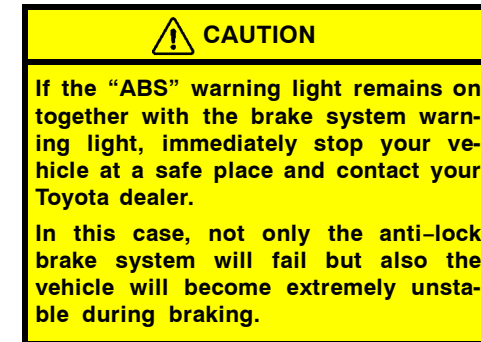 CAUTION
If the “ABS” warning light remains on
together with the brake system warn-
ing light, immediately stop your ve-
hicle at a safe place and contact your
Toyota dealer.
In this case, not only the anti–lock
brake system will fail but also the
vehicle will become extremely unsta-
ble during braking.